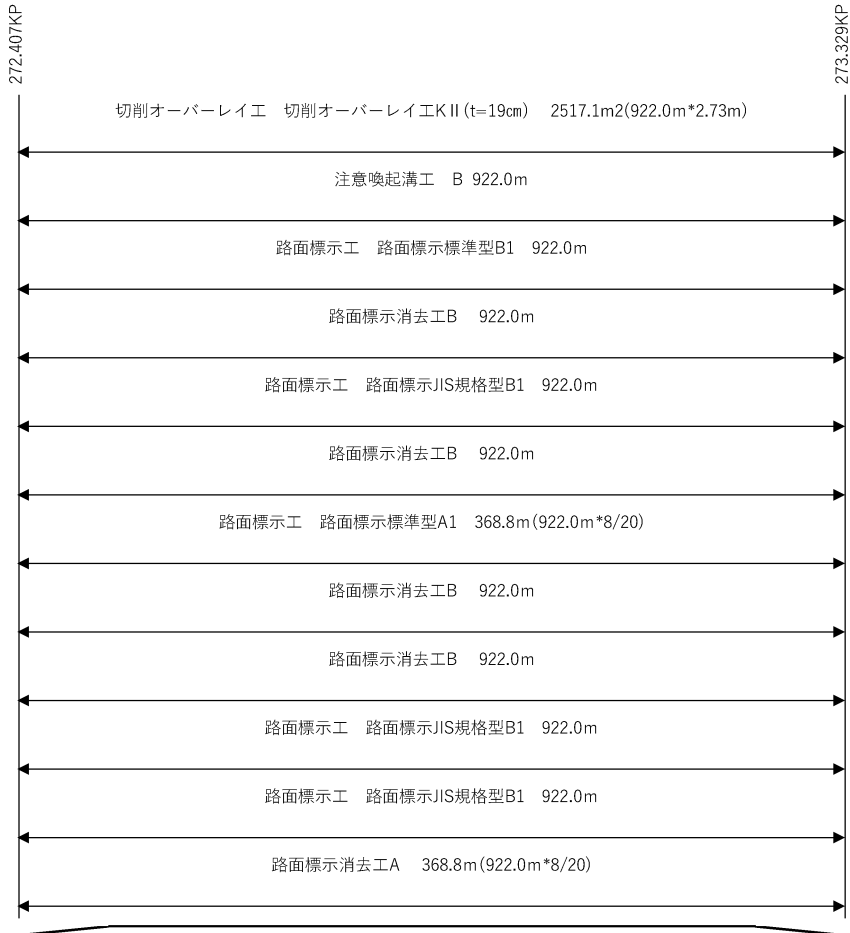 272.407KP
273.329KP
切削オーバーレイ工　切削オーバーレイ工KⅡ(t=19㎝)　2517.1m2(922.0m*2.73m)
注意喚起溝工　B 922.0m
路面標示工　路面標示標準型B1　922.0m
路面標示消去工B　922.0m
路面標示工　路面標示JIS規格型B1　922.0m
路面標示消去工B　922.0m
路面標示工　路面標示標準型A1　368.8m(922.0m*8/20)
路面標示消去工B　922.0m
路面標示消去工B　922.0m
路面標示工　路面標示JIS規格型B1　922.0m
路面標示工　路面標示JIS規格型B1　922.0m
路面標示消去工A　368.8m(922.0m*8/20)